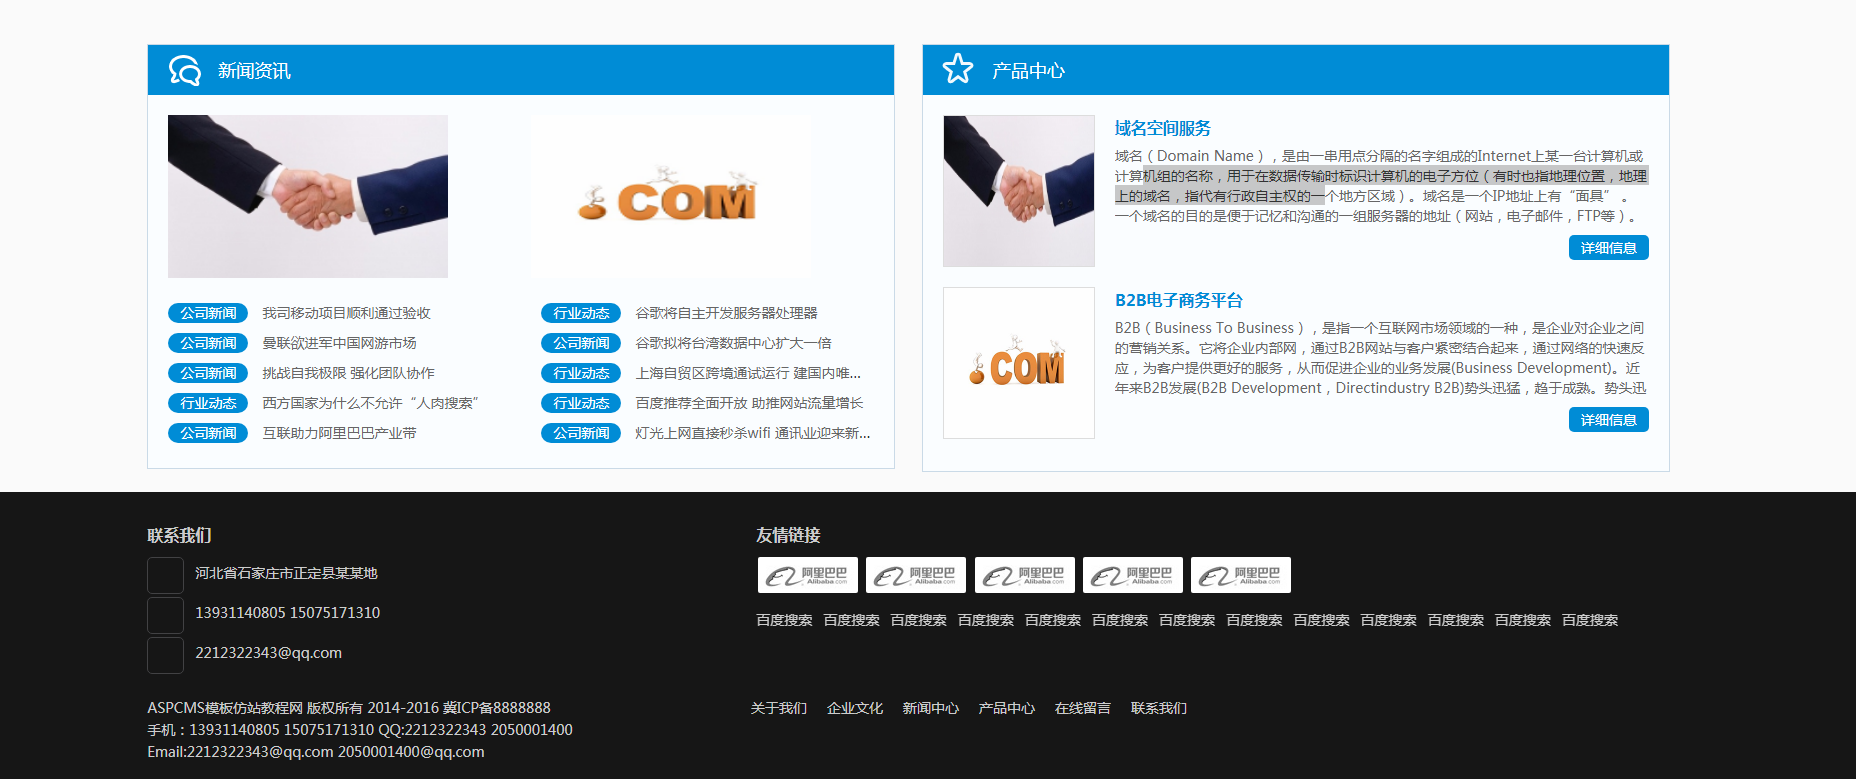 新闻资讯
公司新闻 我司移动项目顺利通过验收
公司新闻 曼联欲进军中国网游市场
公司新闻 挑战自我极限 强化团队协作
行业动态 西方国家为什么不允许“人肉搜索”
公司新闻 互联助力阿里巴巴产业带
.COM
行业动态 谷歌将自主开发服务器处理器
行业动态 谷歌拟将台湾数据中心扩大一倍
行业动态 上海自贸区跨境通试运行 建国内唯...
行业动态 百度推荐全面开放 助推网站流量增长
公司新闻 灯光上网直接秒杀wifi 通讯业迎来新...
产品中心
域名空间服务
域名（Domain Name），是由一串用点分隔的名字组成的Internet上某一台计算机或
计算机组的名称，用于在数据传输时标识计算机的电子方位（有时也指地理位置，地理
上的域名，指代有行政自主权的一个地方区域）。域名是一个IP地址上有“面具” 。
一个域名的目的是便于记忆和沟通的一组服务器的地址（网站，电子邮件，FTP等）。
详细信息
.COM
B2B电子商务平台
B2B（Business To Business），是指一个互联网市场领域的一种，是企业对企业之间
的营销关系。它将企业内部网，通过B2B网站与客户紧密结合起来，通过网络的快速反
应，为客户提供更好的服务，从而促进企业的业务发展(Business Development)。近
年来B2B发展(B2B Development，Directindustry B2B)势头迅猛，趋于成熟。势头迅
详细信息
联系我们
河北省石家庄市正定县某某地
13931140805 15075171310
2212322343@qq.com
友情链接
阿里巴巴 Alibaba.com 阿里巴巴 Alibaba.com 阿里巴巴 Alibaba.com 阿里巴巴 Alibaba.com 阿里巴巴 Alibaba.com
百度搜索 百度搜索 百度搜索 百度搜索 百度搜索 百度搜索 百度搜索 百度搜索 百度搜索 百度搜索 百度搜索 百度搜索 百度搜索
ASPCMS模板仿站教程网 版权所有 2014-2016 冀ICP备8888888
手机：13931140805 15075171310 QQ:2212322343 2050001400
Email:2212322343@qq.com 2050001400@qq.com
关于我们 企业文化 新闻中心 产品中心 在线留言 联系我们